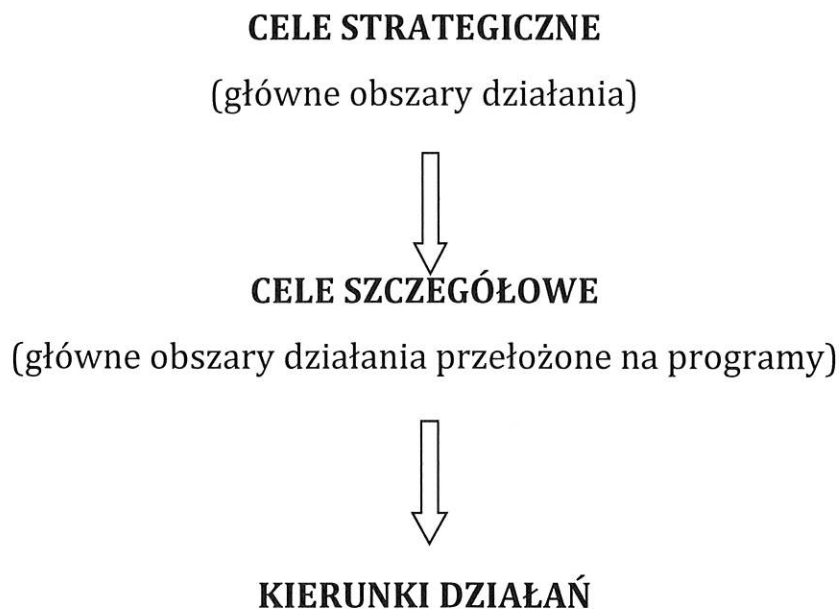 CELE STRATEGICZNE
(główne obszary działania)
CELE SZCZEGÓŁOWE
(główne obszary działania przełożone na programy)
KIERUNKI DZIAŁAŃ